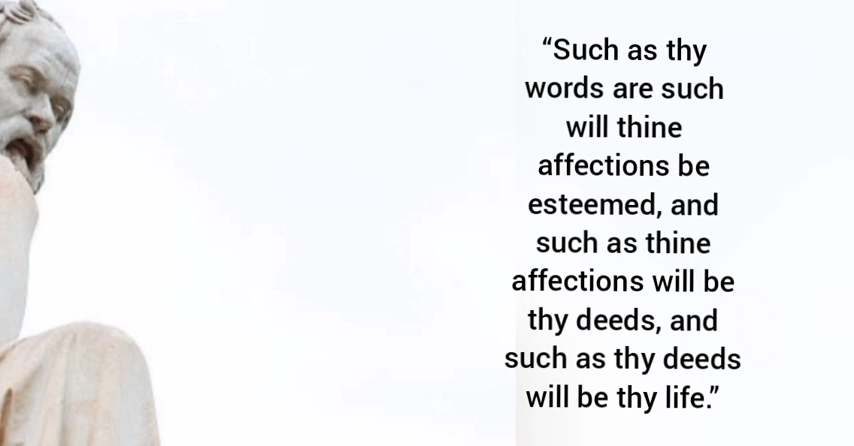 “Such as thy
words are such
will thine
affections be
esteemed, and
such as thine
affections will be
thy deeds, and
such as thy deeds
will be thy life.”